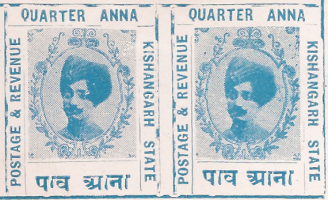 QUARTER ANNA
POSTAGE & REVENUE
KISHANGARH STATE
पाव आना
QUARTER ANNA
POSTAGE & REVENUE
KISHANGARH STATE
पाव आना